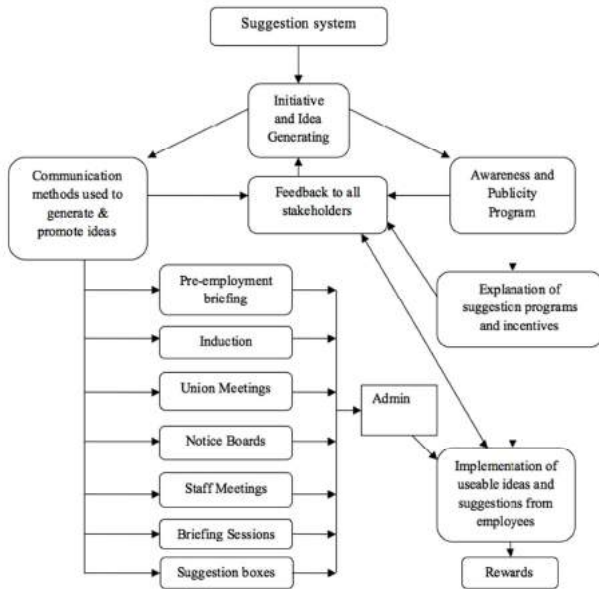 Suggestion system
Initiative
and Idea
Generating
Communication
methods used to
generate &
promote ideas
Feedback to all
stakeholders
Awareness and
Publicity
Program
Pre-employment
briefing
Explanation of
suggestion programs
and incentives
Induction
Union Meetings
Admin
Notice Boards
Implementation of
useable ideas and
suggestions from
employees
Staff Meetings
Briefing Sessions
Suggestion boxes
Rewards